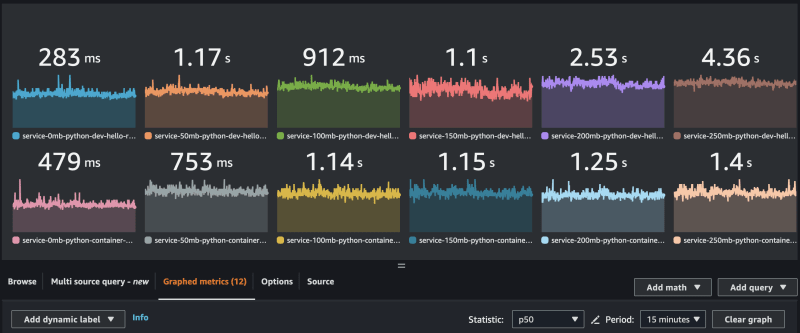 283 ms 1.17 s 912 ms 1.1 s 2.53 s 4.36 s
service-0mb-python-dev-hello-r... service-50mb-python-dev-hello... service-100mb-python-dev-hell... service-150mb-python-dev-hell... service-200mb-python-dev-hell... service-250mb-python-dev-hell...
479 ms 753 ms 1.14 s 1.15 s 1.25 s 1.4 s
service-0mb-python-container-... service-50mb-python-container... service-100mb-python-containe... service-150mb-python-containe... service-200mb-python-containe... service-250mb-python-containe...
Browse Multi source query - new Graphed metrics (12) Options Source Add math Add query
Add dynamic label Info Statistic: p50 Period: 15 minutes Clear graph